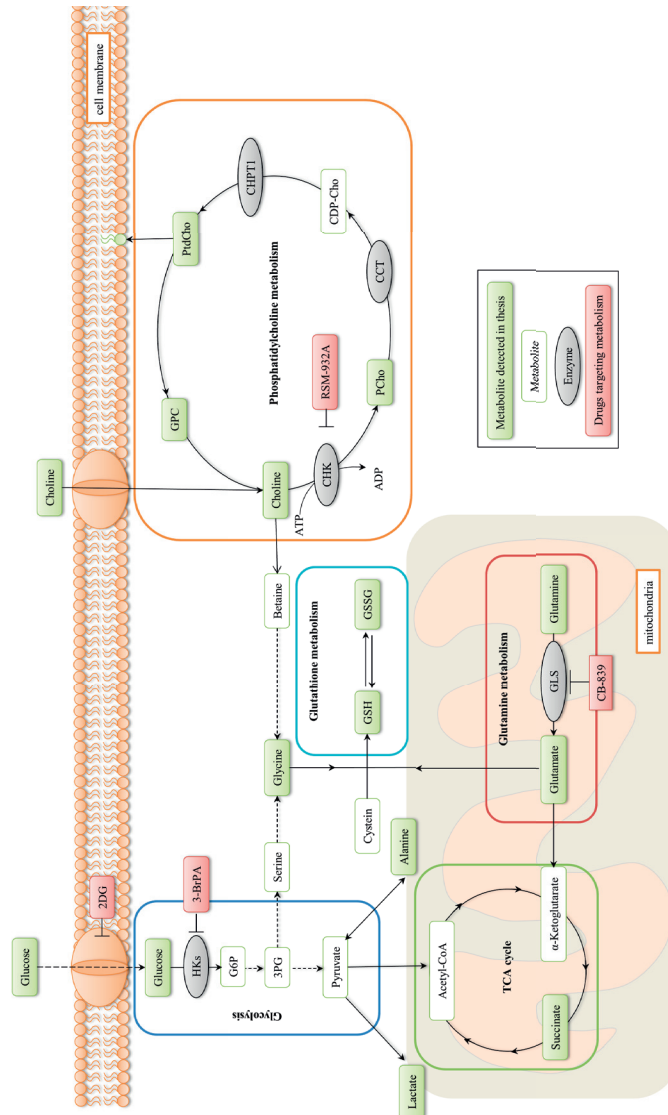 Glucose
Choline
cell membrane
2DG
Glucose
3-BrPA
HKs
G6P
Glycolysis
3PG
Serine
Glycine
Betaine
Pyruvate
Lactate
Alanine
Choline
GPC
PtdCho
CHPT1
Phosphatidylcholine metabolism
CDP-Cho
CCT
RSM-932A
PCho
CHK
ATP
ADP
Glutathione metabolism
Cystein
GSH
GSSG
Acetyl-CoA
TCA cycle
Succinate
α-Ketoglutarate
Glutamine metabolism
Glutamate
GLS
Glutamine
CB-839
mitochondria
Metabolite detected in thesis
Metabolite
Enzyme
Drugs targeting metabolism